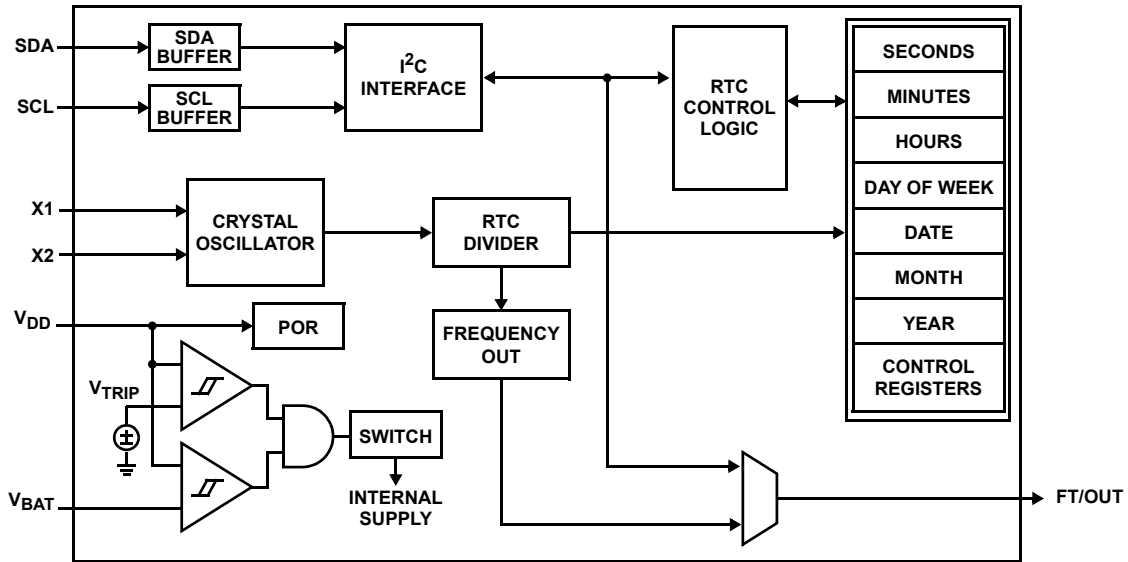 SDA
SDA
BUFFER
SCL
SCL
BUFFER
I²C
INTERFACE
RTC
CONTROL
LOGIC
SECONDS
MINUTES
HOURS
DAY OF WEEK
DATE
MONTH
YEAR
CONTROL
REGISTERS
X1
X2
CRYSTAL
OSCILLATOR
RTC
DIVIDER
FREQUENCY
OUT
VDD
POR
VTRIP
VBAT
SWITCH
INTERNAL
SUPPLY
FT/OUT